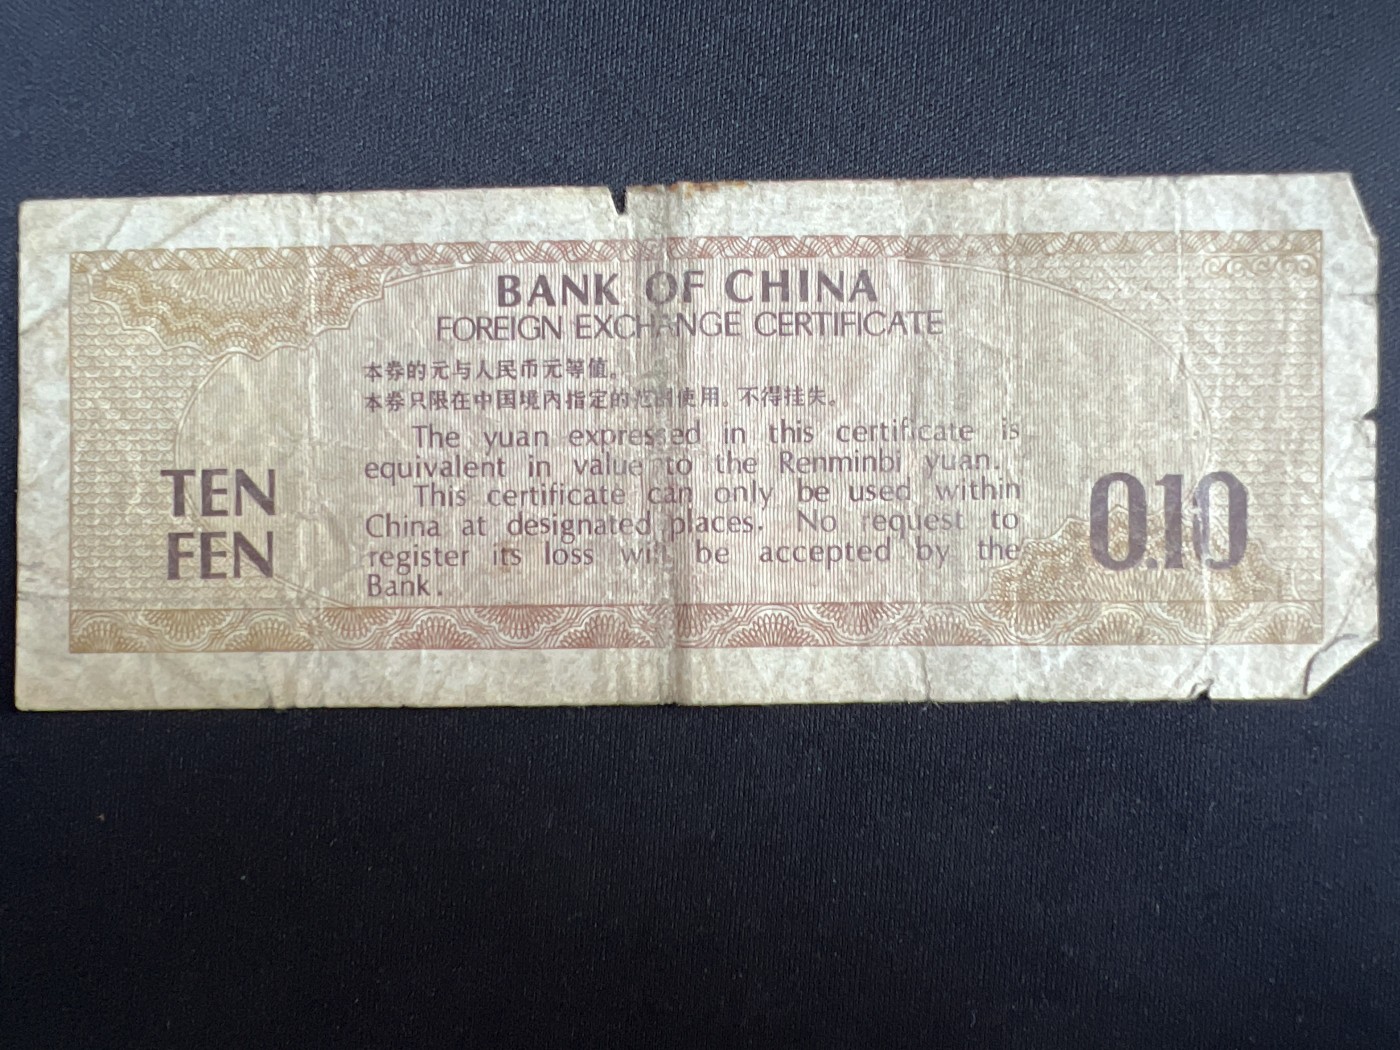 BANK OF CHINA
FOREIGN EXCHANGE CERTIFICATE
本券的元与人民币元等值。
本券只限在中国境内指定的范围使用。不得挂失。
The yuan expressed in this certificate is
equivalent in value to the Renminbi yuan.
This certificate can only be used within
China at designated places. No request to
register its loss will be accepted by the
Bank.
TEN
FEN
0.10